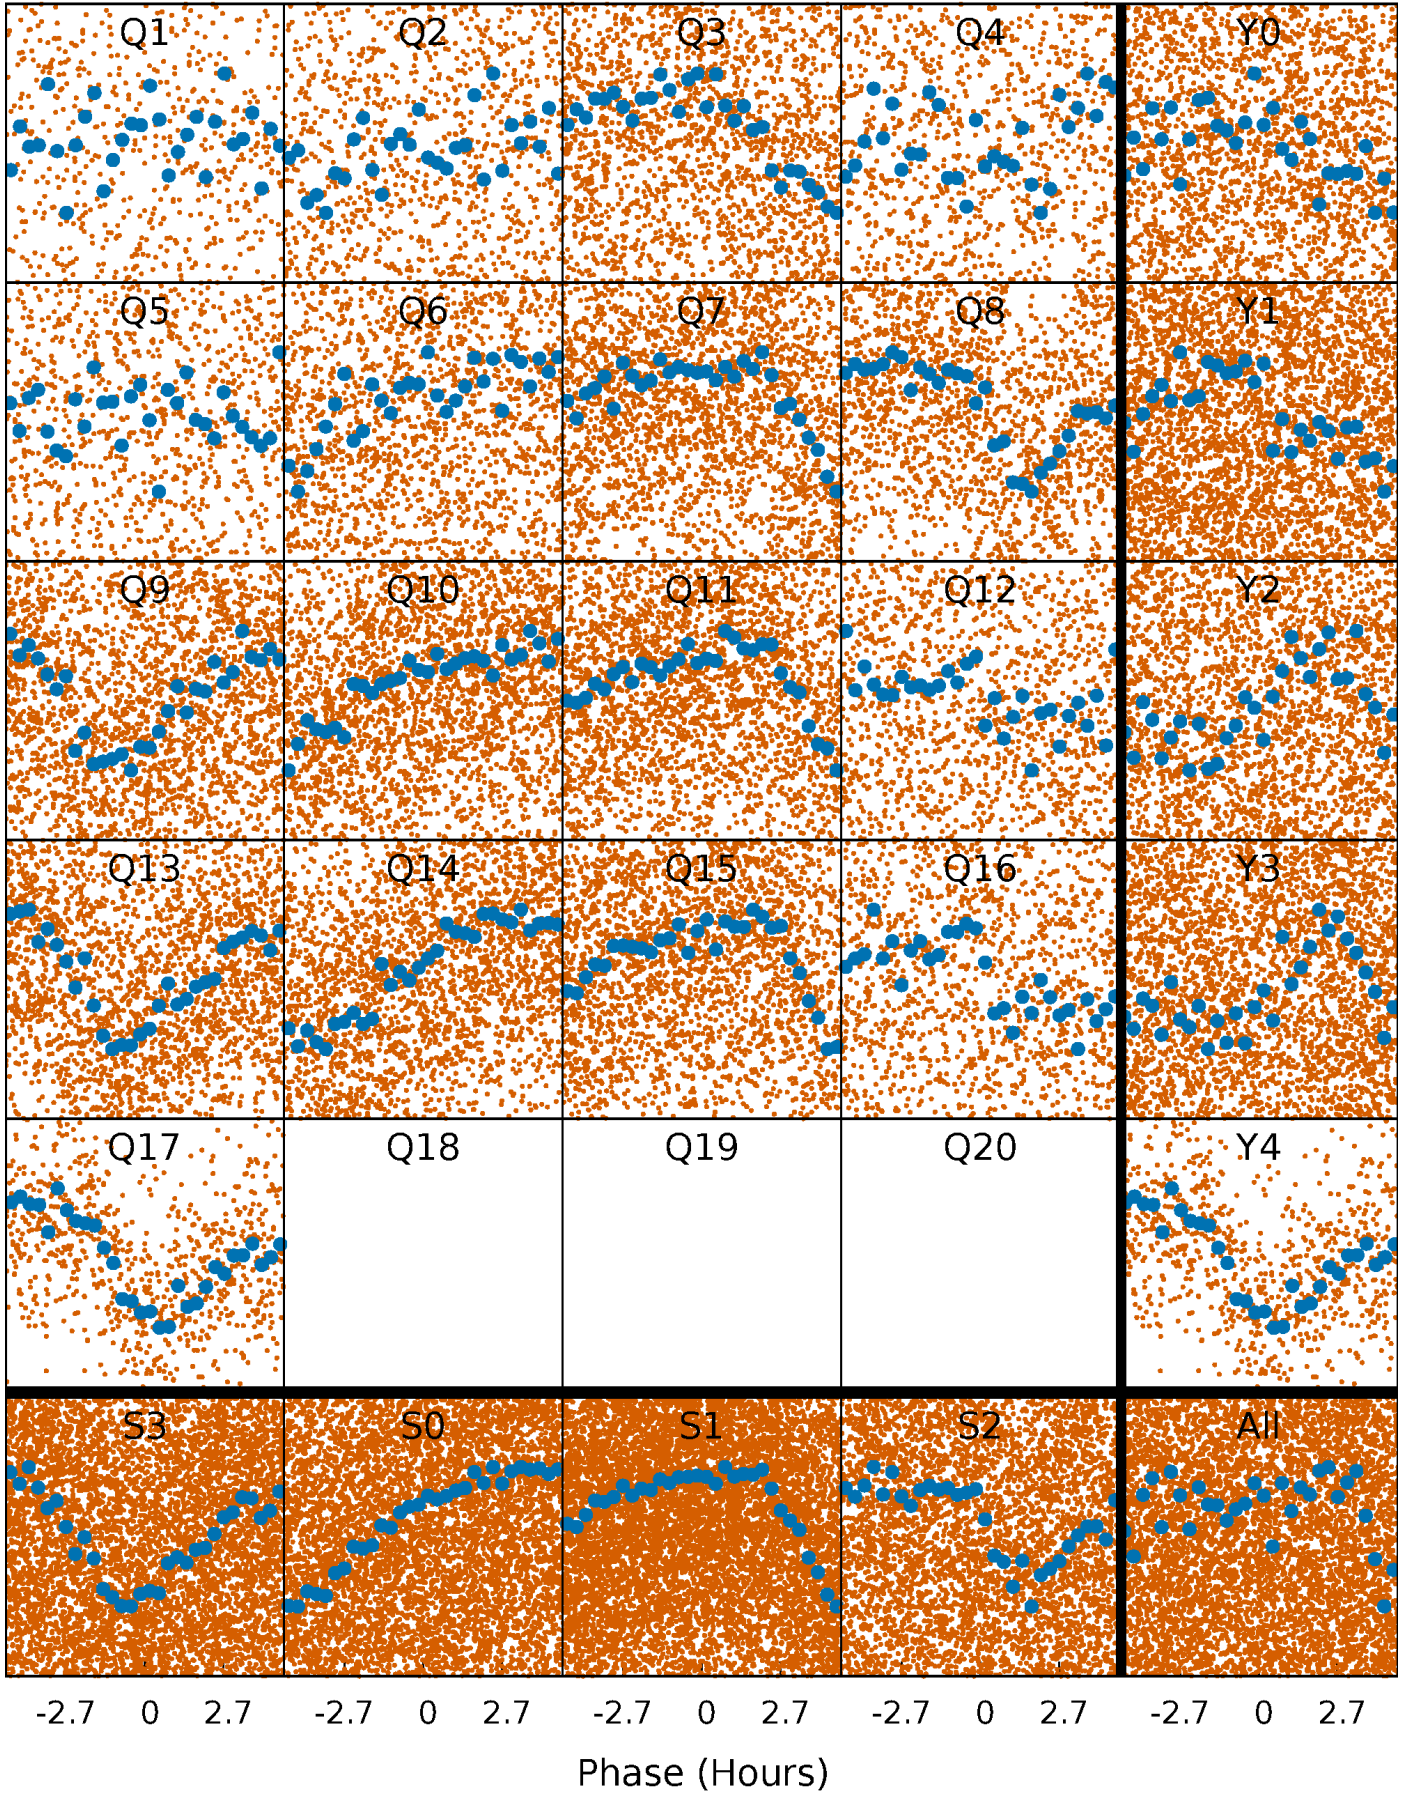 Q1 Q2 Q3 Q4 Y0
Q5 Q6 Q7 Q8 Y1
Q9 Q10 Q11 Q12 Y2
Q13 Q14 Q15 Q16 Y3
Q17 Q18 Q19 Q20 Y4
S3 S0 S1 S2 All
-2.7 0 2.7 -2.7 0 2.7 -2.7 0 2.7 -2.7 0 2.7 -2.7 0 2.7
Phase (Hours)